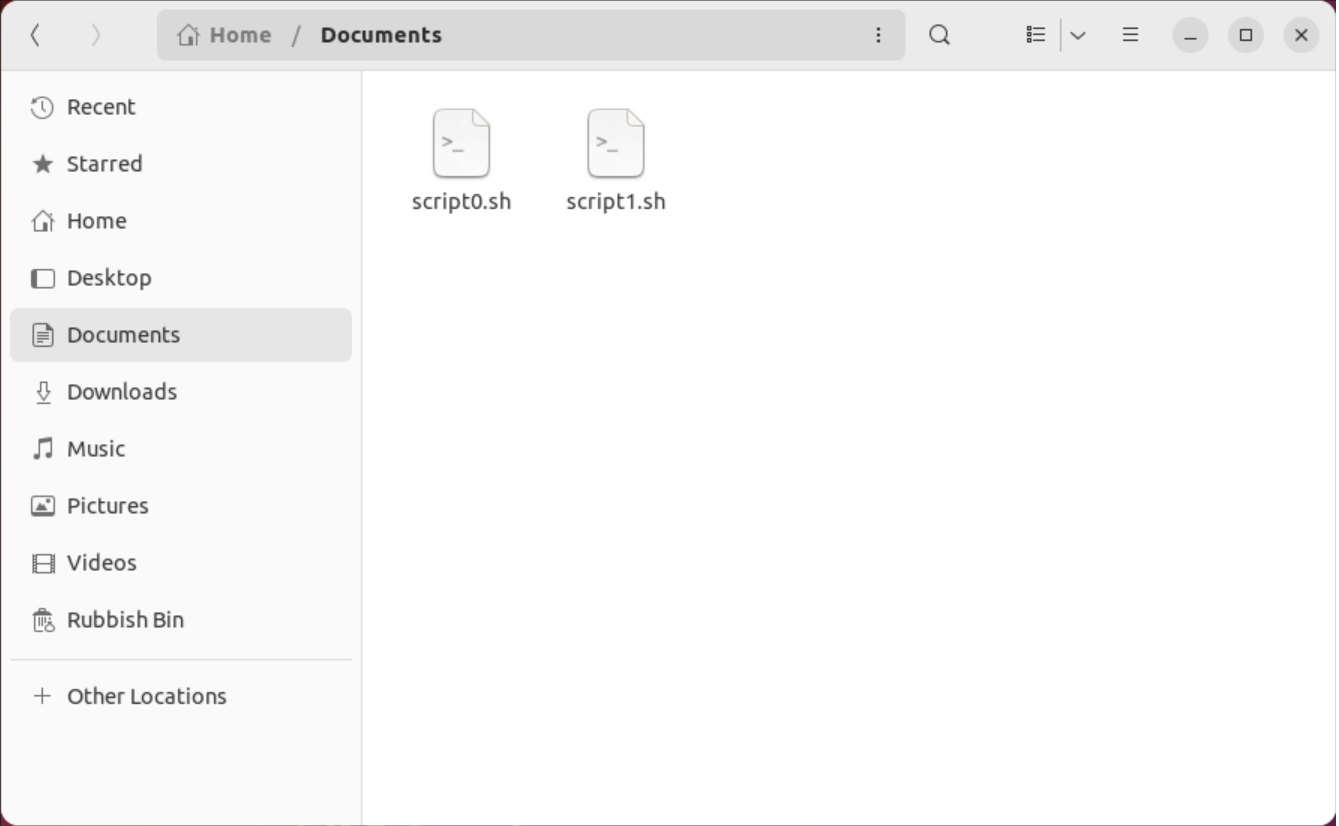 Home / Documents
Recent
Starred
Home
Desktop
Documents
Downloads
Music
Pictures
Videos
Rubbish Bin
+ Other Locations
>_ >_
script0.sh script1.sh